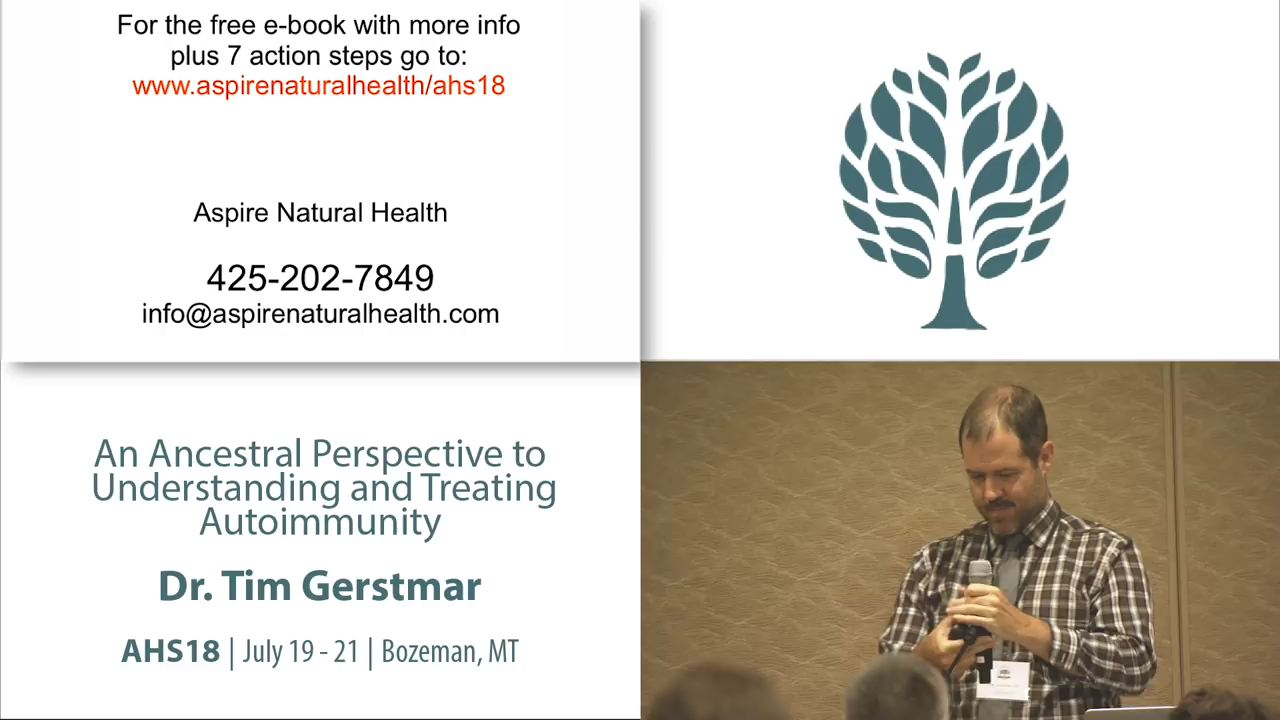 For the free e-book with more info
plus 7 action steps go to:
www.aspirenaturalhealth/ahs18
Aspire Natural Health
425-202-7849
info@aspirenaturalhealth.com
An Ancestral Perspective to
Understanding and Treating
Autoimmunity
Dr. Tim Gerstmar
AHS18 | July 19 - 21 | Bozeman, MT